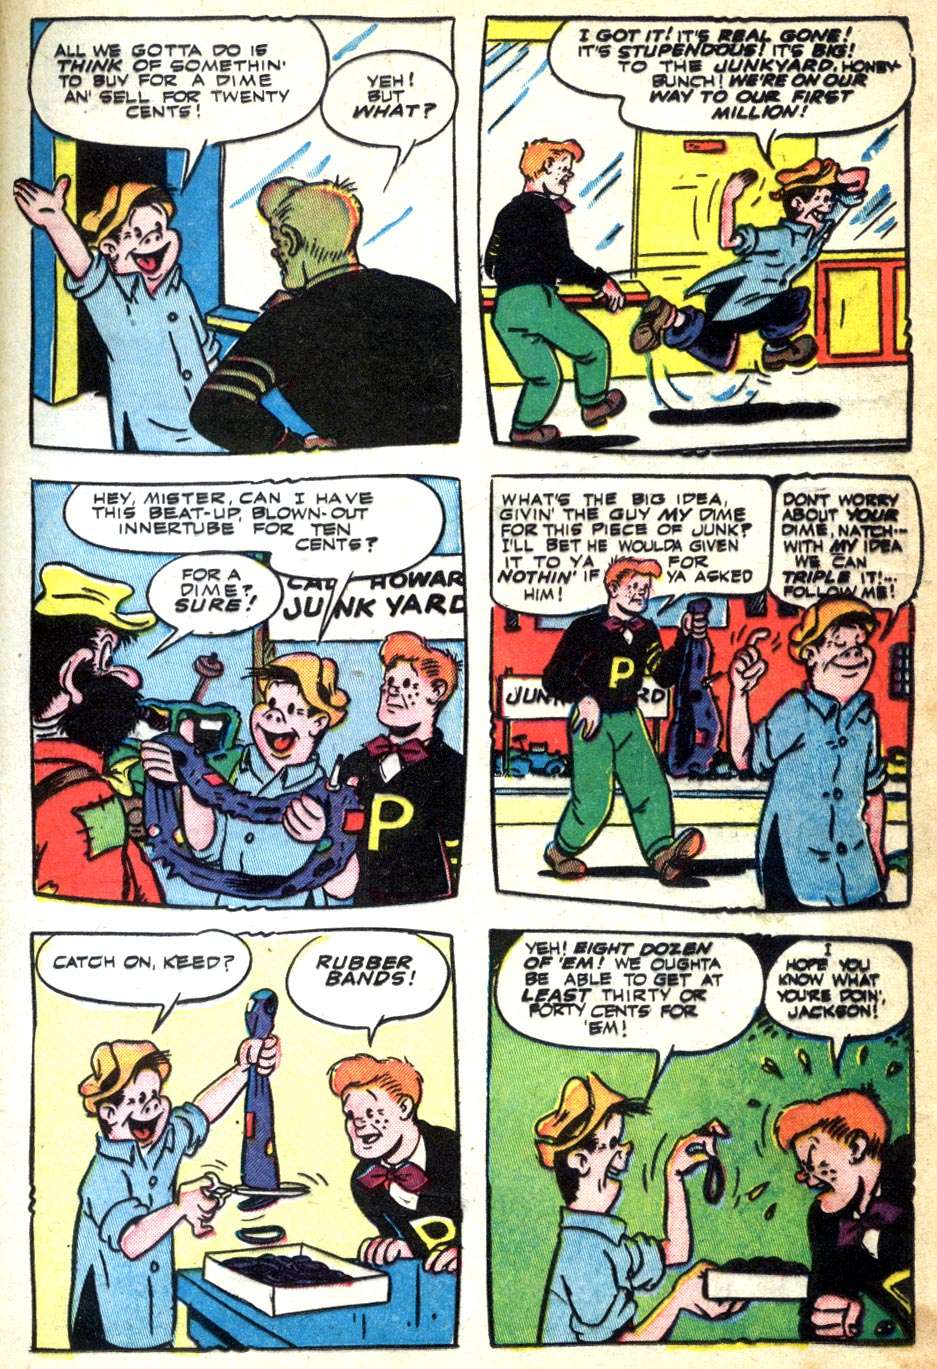 ALL WE GOTTA DO IS
THINK OF SOMETHIN'
TO BUY FOR A DIME
AN' SELL FOR TWENTY
CENTS!
YEH!
BUT
WHAT?
I GOT IT! IT'S REAL GONE!
IT'S STUPENDOUS! IT'S BIG!
TO THE JUNKYARD, HONEY-
BUNCH! WE'RE ON OUR
WAY TO OUR FIRST
MILLION!
HEY, MISTER, CAN I HAVE
THIS BEAT-UP, BLOWN-OUT
INNERTUBE FOR TEN
CENTS?
FOR A
DIME?
SURE!
CAL HOWAR
JUNK YARD
P
WHAT'S THE BIG IDEA,
GIVIN' THE GUY MY DIME
FOR THIS PIECE OF JUNK?
I'LL BET HE WOULDA GIVEN
IT TO YA FOR
NOTHIN' IF YA ASKED
HIM!
DON'T WORRY
ABOUT YOUR
DIME, NATCH...
WITH MY IDEA
WE CAN
TRIPLE IT!...
FOLLOW ME!
P
JUNK RD
CATCH ON, KEED?
RUBBER
BANDS!
P
YEH! EIGHT DOZEN
OF 'EM! WE OUGHTA
BE ABLE TO GET AT
LEAST THIRTY OR
FORTY CENTS FOR
'EM!
I
HOPE YOU
KNOW WHAT
YOU'RE DOIN',
JACKSON!